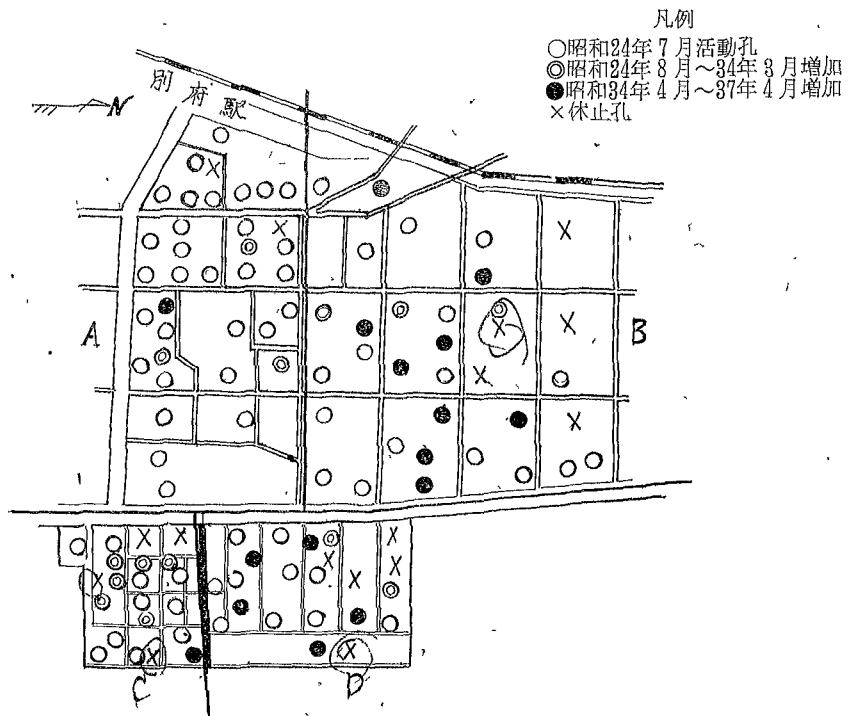 凡例
○昭和24年7月活動孔
◎昭和24年8月~34年3月増加
●昭和34年4月~37年4月増加
×休止孔
別府駅
N
A
B
D